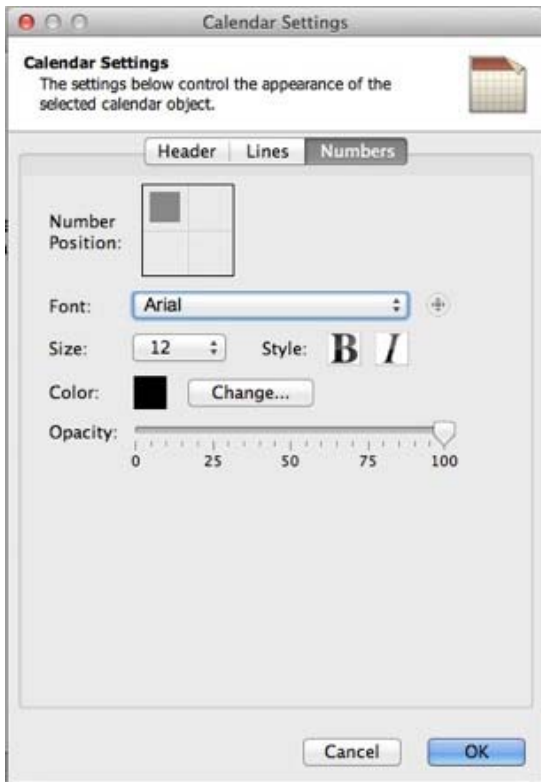 Calendar Settings
Calendar Settings
The settings below control the appearance of the
selected calendar object.
Header Lines Numbers
Number
Position:
Font: Arial
Size: 12 Style: B I
Color: Change...
Opacity:
0 25 50 75 100
Cancel OK